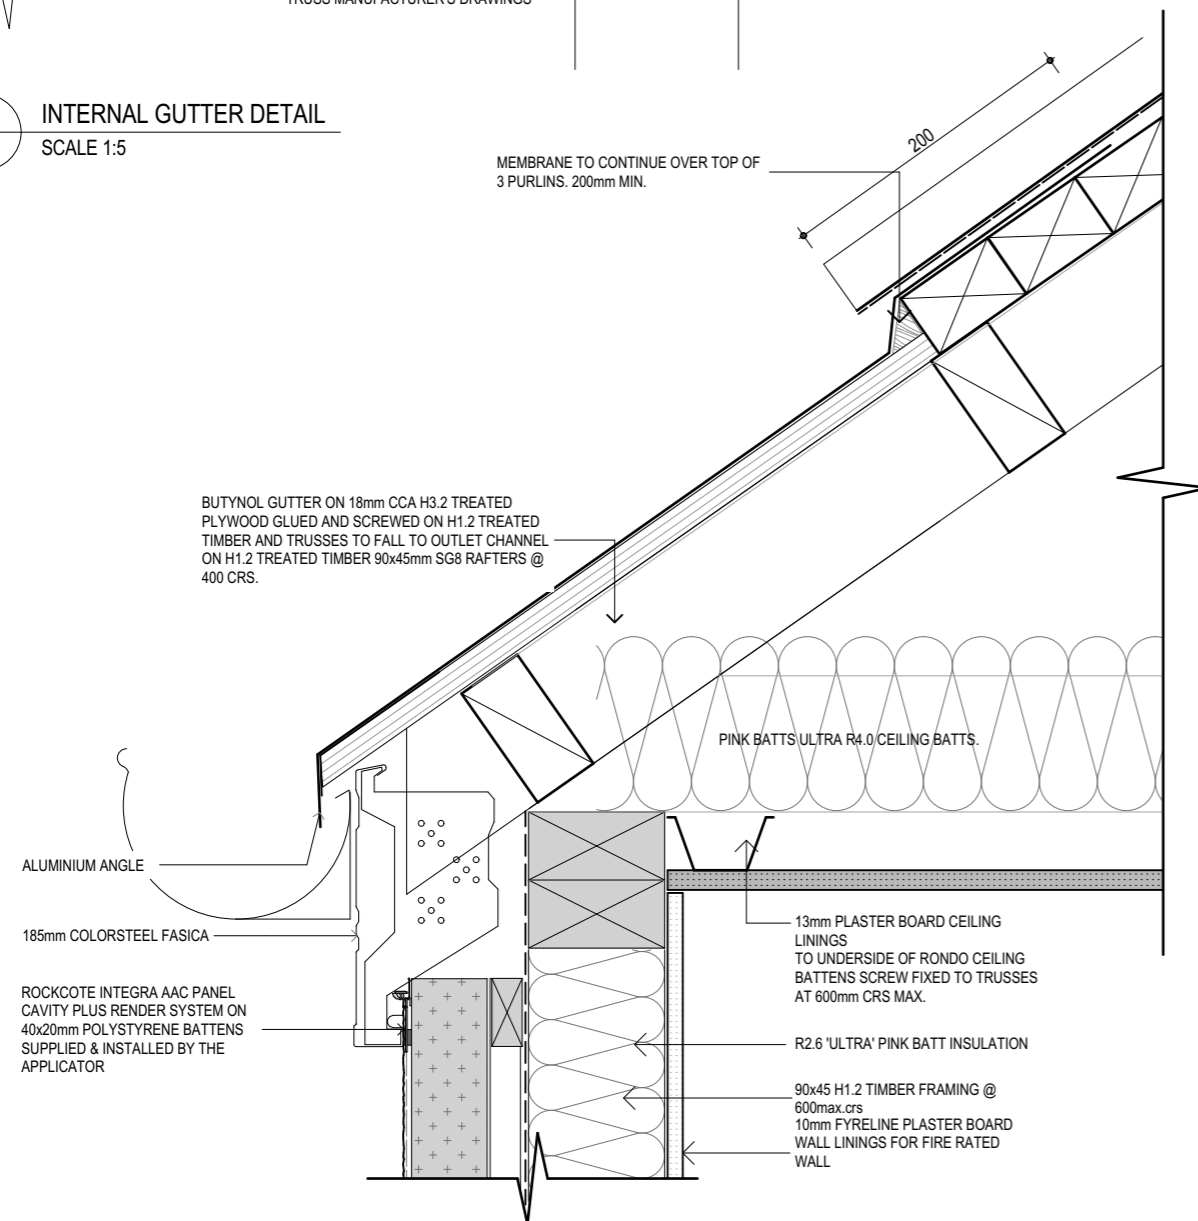 TRUSS MANUFACTURER'S DRAWINGS
INTERNAL GUTTER DETAIL
SCALE 1:5
200
MEMBRANE TO CONTINUE OVER TOP OF
3 PURLINS. 200mm MIN.
BUTYNOL GUTTER ON 18mm CCA H3.2 TREATED
PLYWOOD GLUED AND SCREWED ON H1.2 TREATED
TIMBER AND TRUSSES TO FALL TO OUTLET CHANNEL
ON H1.2 TREATED TIMBER 90x45mm SG8 RAFTERS @
400 CRS.
PINK BATTS ULTRA R4.0 CEILING BATTS.
ALUMINIUM ANGLE
185mm COLORSTEEL FASICA
ROCKCOTE INTEGRA AAC PANEL
CAVITY PLUS RENDER SYSTEM ON
40x20mm POLYSTYRENE BATTENS
SUPPLIED & INSTALLED BY THE
APPLICATOR
13mm PLASTER BOARD CEILING
LININGS
TO UNDERSIDE OF RONDO CEILING
BATTENS SCREW FIXED TO TRUSSES
AT 600mm CRS MAX.
R2.6 'ULTRA' PINK BATT INSULATION
90x45 H1.2 TIMBER FRAMING @
600max.crs
10mm FYRELINE PLASTER BOARD
WALL LININGS FOR FIRE RATED
WALL